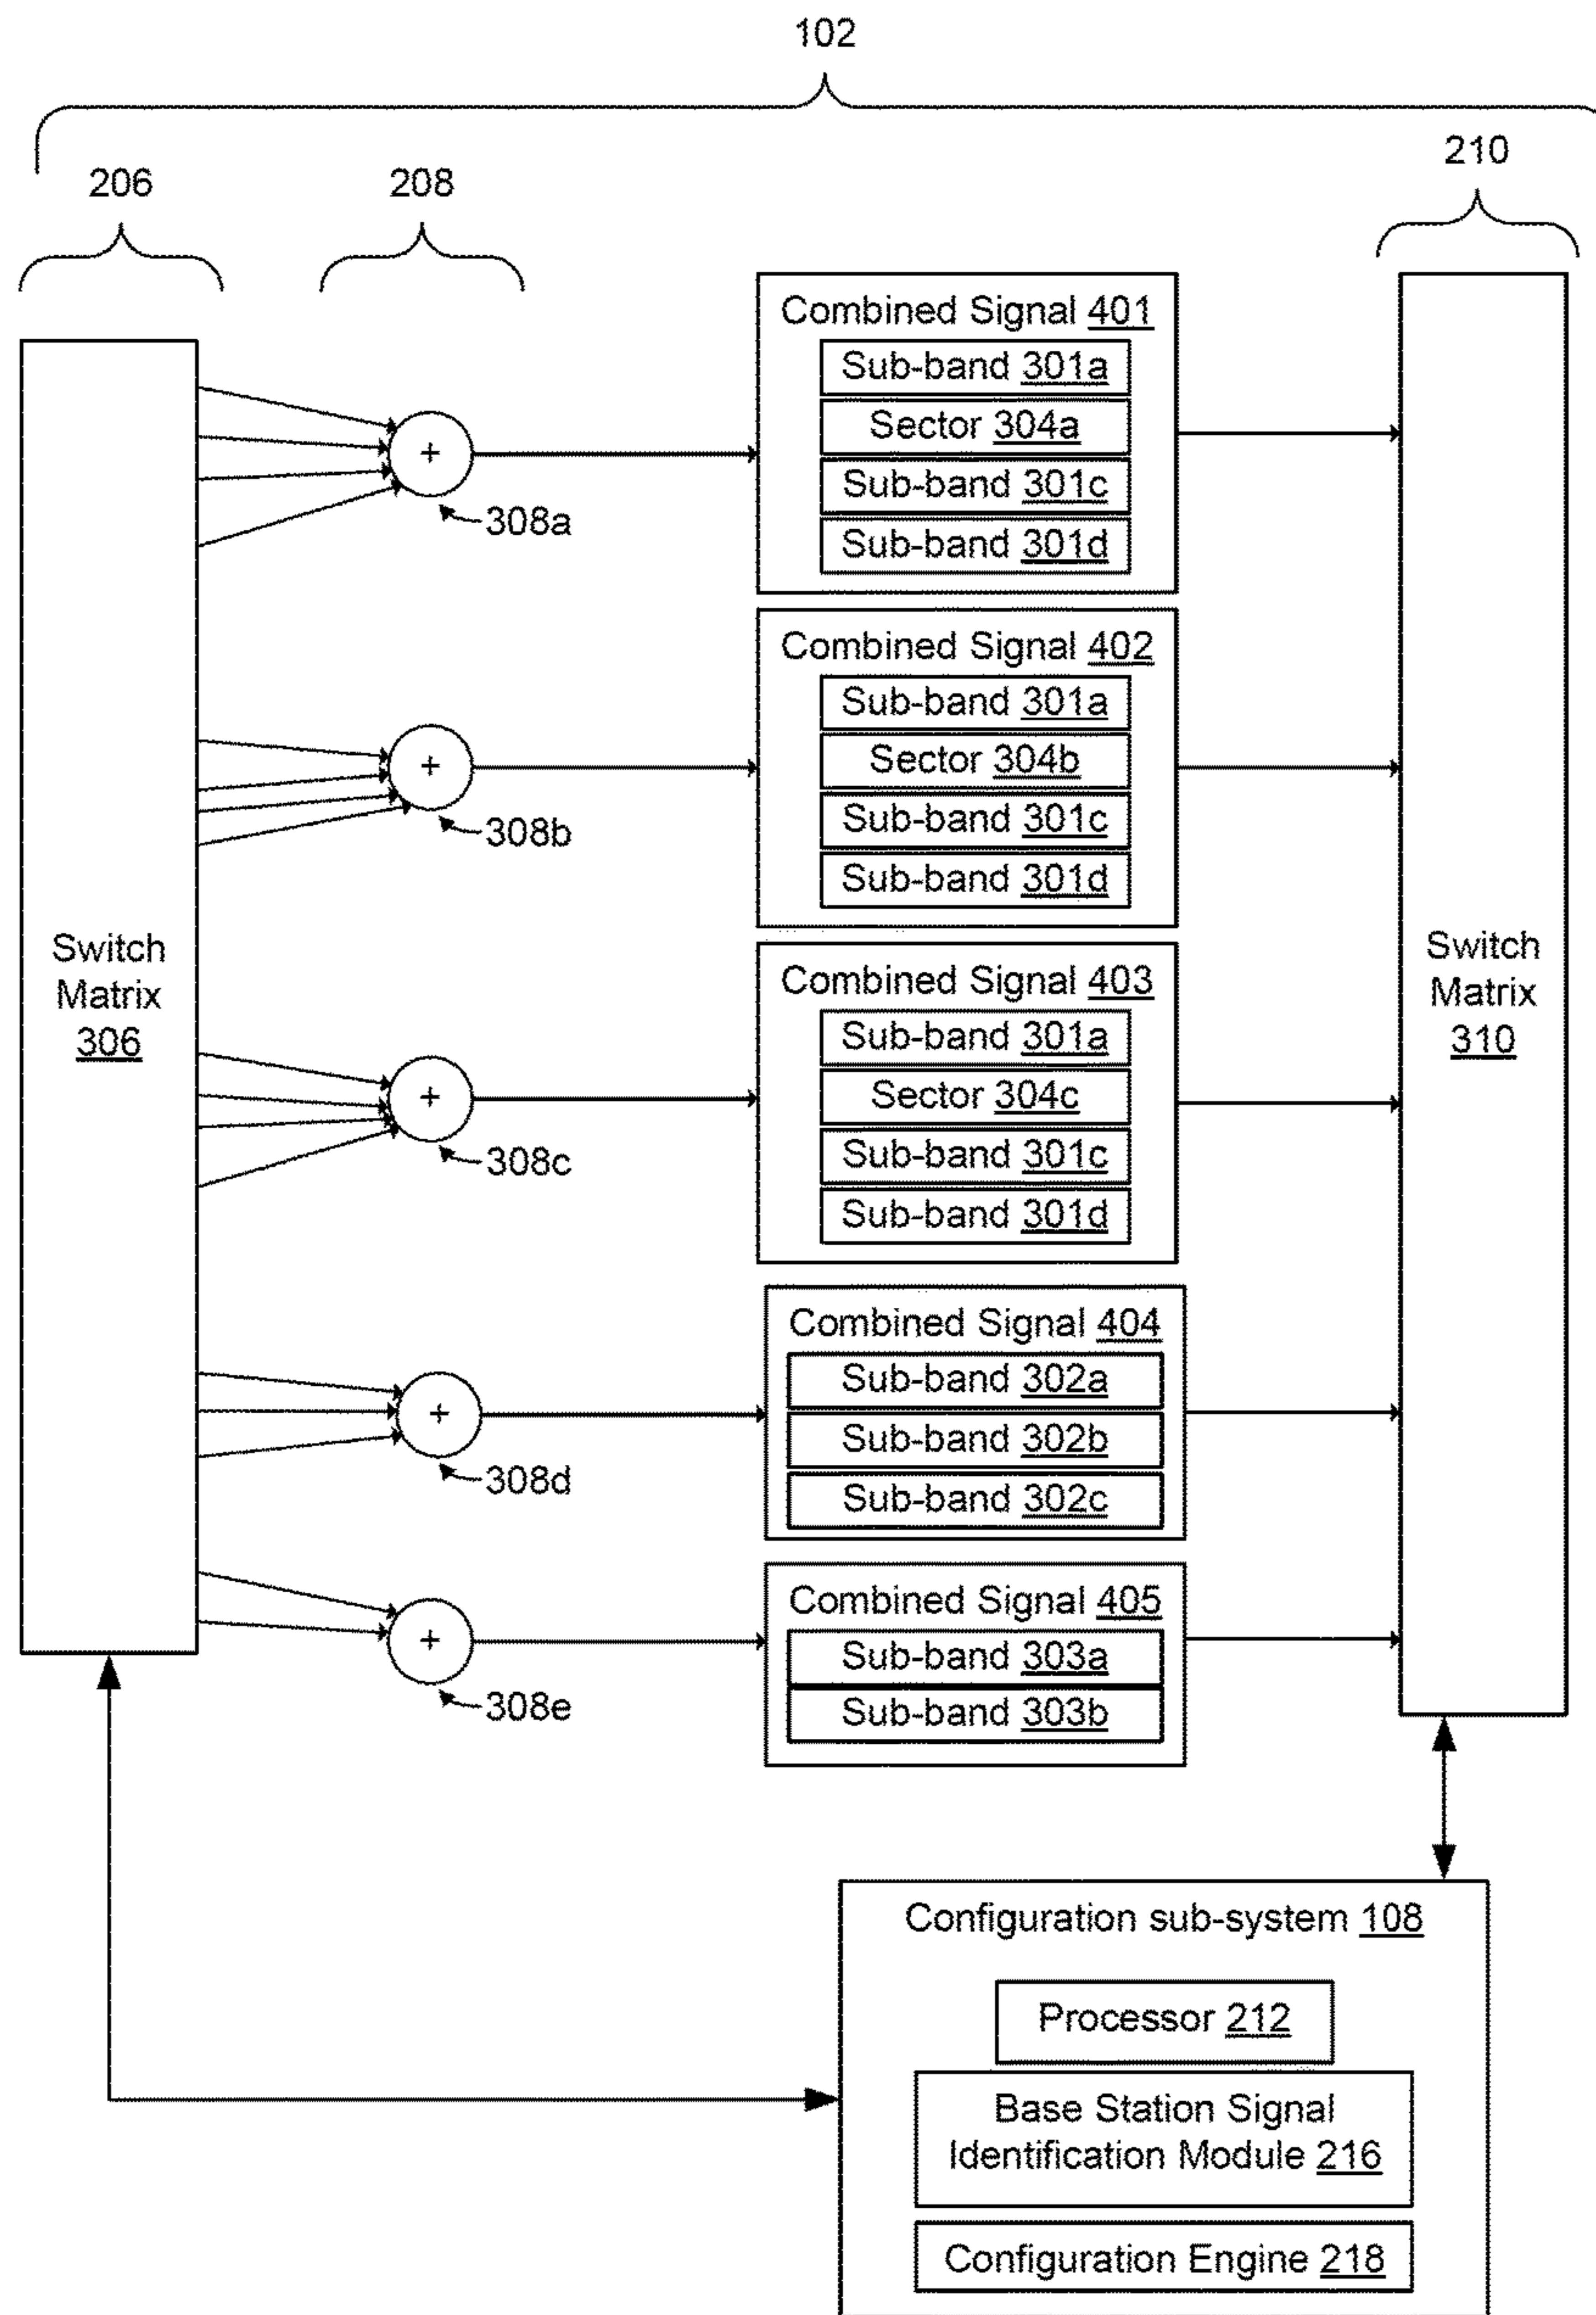 102
206
208
210
Combined Signal 401
Sub-band 301a
Sector 304a
Sub-band 301c
Sub-band 301d
+
308a
Combined Signal 402
Sub-band 301a
Sector 304b
Sub-band 301c
Sub-band 301d
+
308b
Switch
Matrix
306
Combined Signal 403
Sub-band 301a
Sector 304c
Sub-band 301c
Sub-band 301d
+
308c
Switch
Matrix
310
Combined Signal 404
Sub-band 302a
Sub-band 302b
Sub-band 302c
+
308d
Combined Signal 405
Sub-band 303a
Sub-band 303b
+
308e
Configuration sub-system 108
Processor 212
Base Station Signal
Identification Module 216
Configuration Engine 218